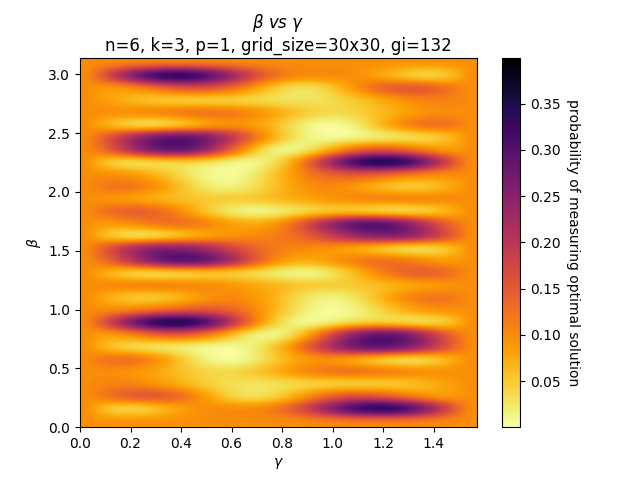 β vs γ
n=6, k=3, p=1, grid_size=30x30, gi=132
3.0
2.5
2.0
1.5
1.0
0.5
0.0
β
0.0 0.2 0.4 0.6 0.8 1.0 1.2 1.4
γ
0.35
0.30
0.25
0.20
0.15
0.10
0.05
probability of measuring optimal solution